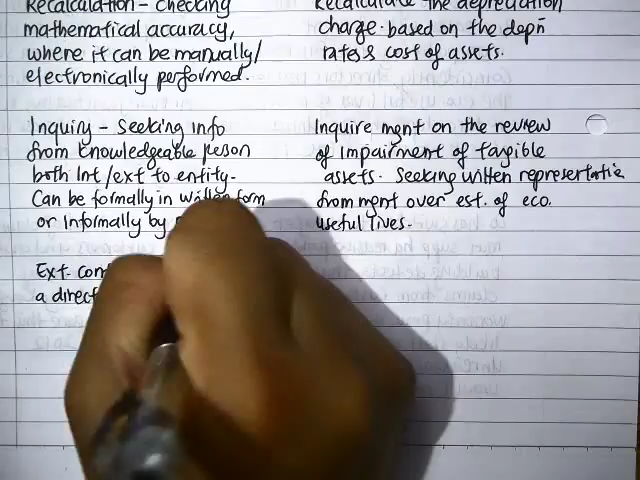 Recalculation - checking
mathematical accuracy,
where it can be manually/
electronically performed.
Inquiry - seeking info
from knowledgeable person
both int/ext to entity.
Can be formally in written form
or informally by
Ext. con
a direct
Recalculate the depreciation
charge based on the depn
rates & cost of assets.
Inquire mgnt on the review
of impairment of tangible
assets. Seeking written representatio
from mgnt over est. of eco.
useful lives.